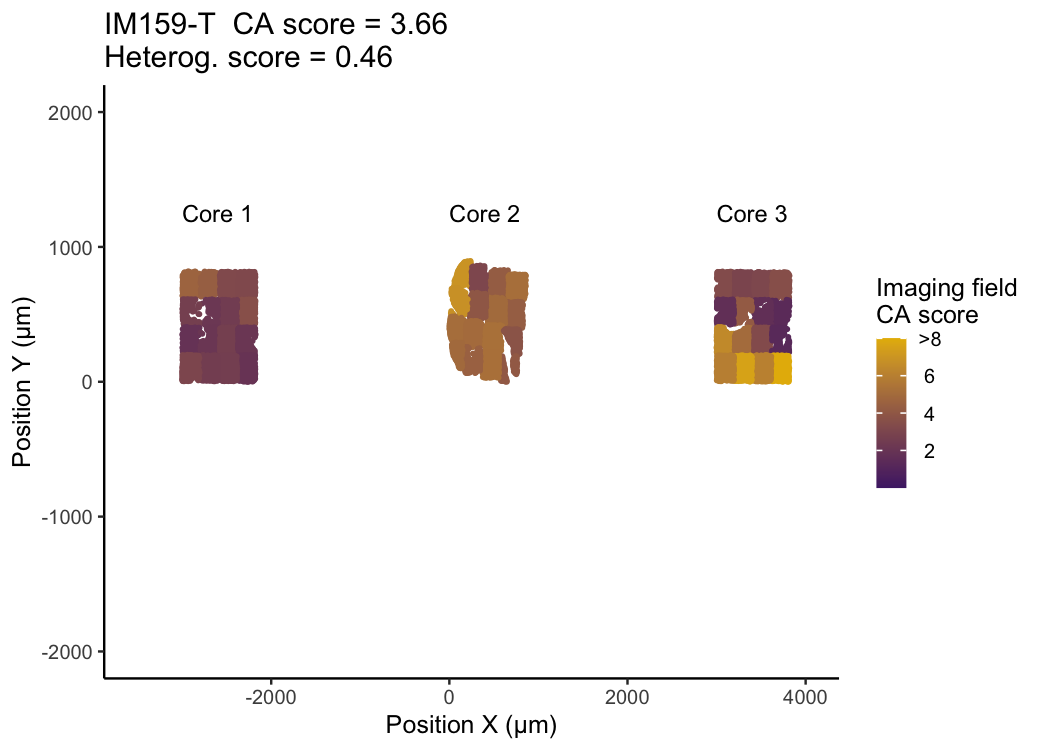 IM159-T  CA score = 3.66
Heterog. score = 0.46
Position Y (µm)
2000
1000
0
-1000
-2000
Core 1
Core 2
Core 3
-2000
0
2000
4000
Position X (µm)
Imaging field
CA score
>8
6
4
2